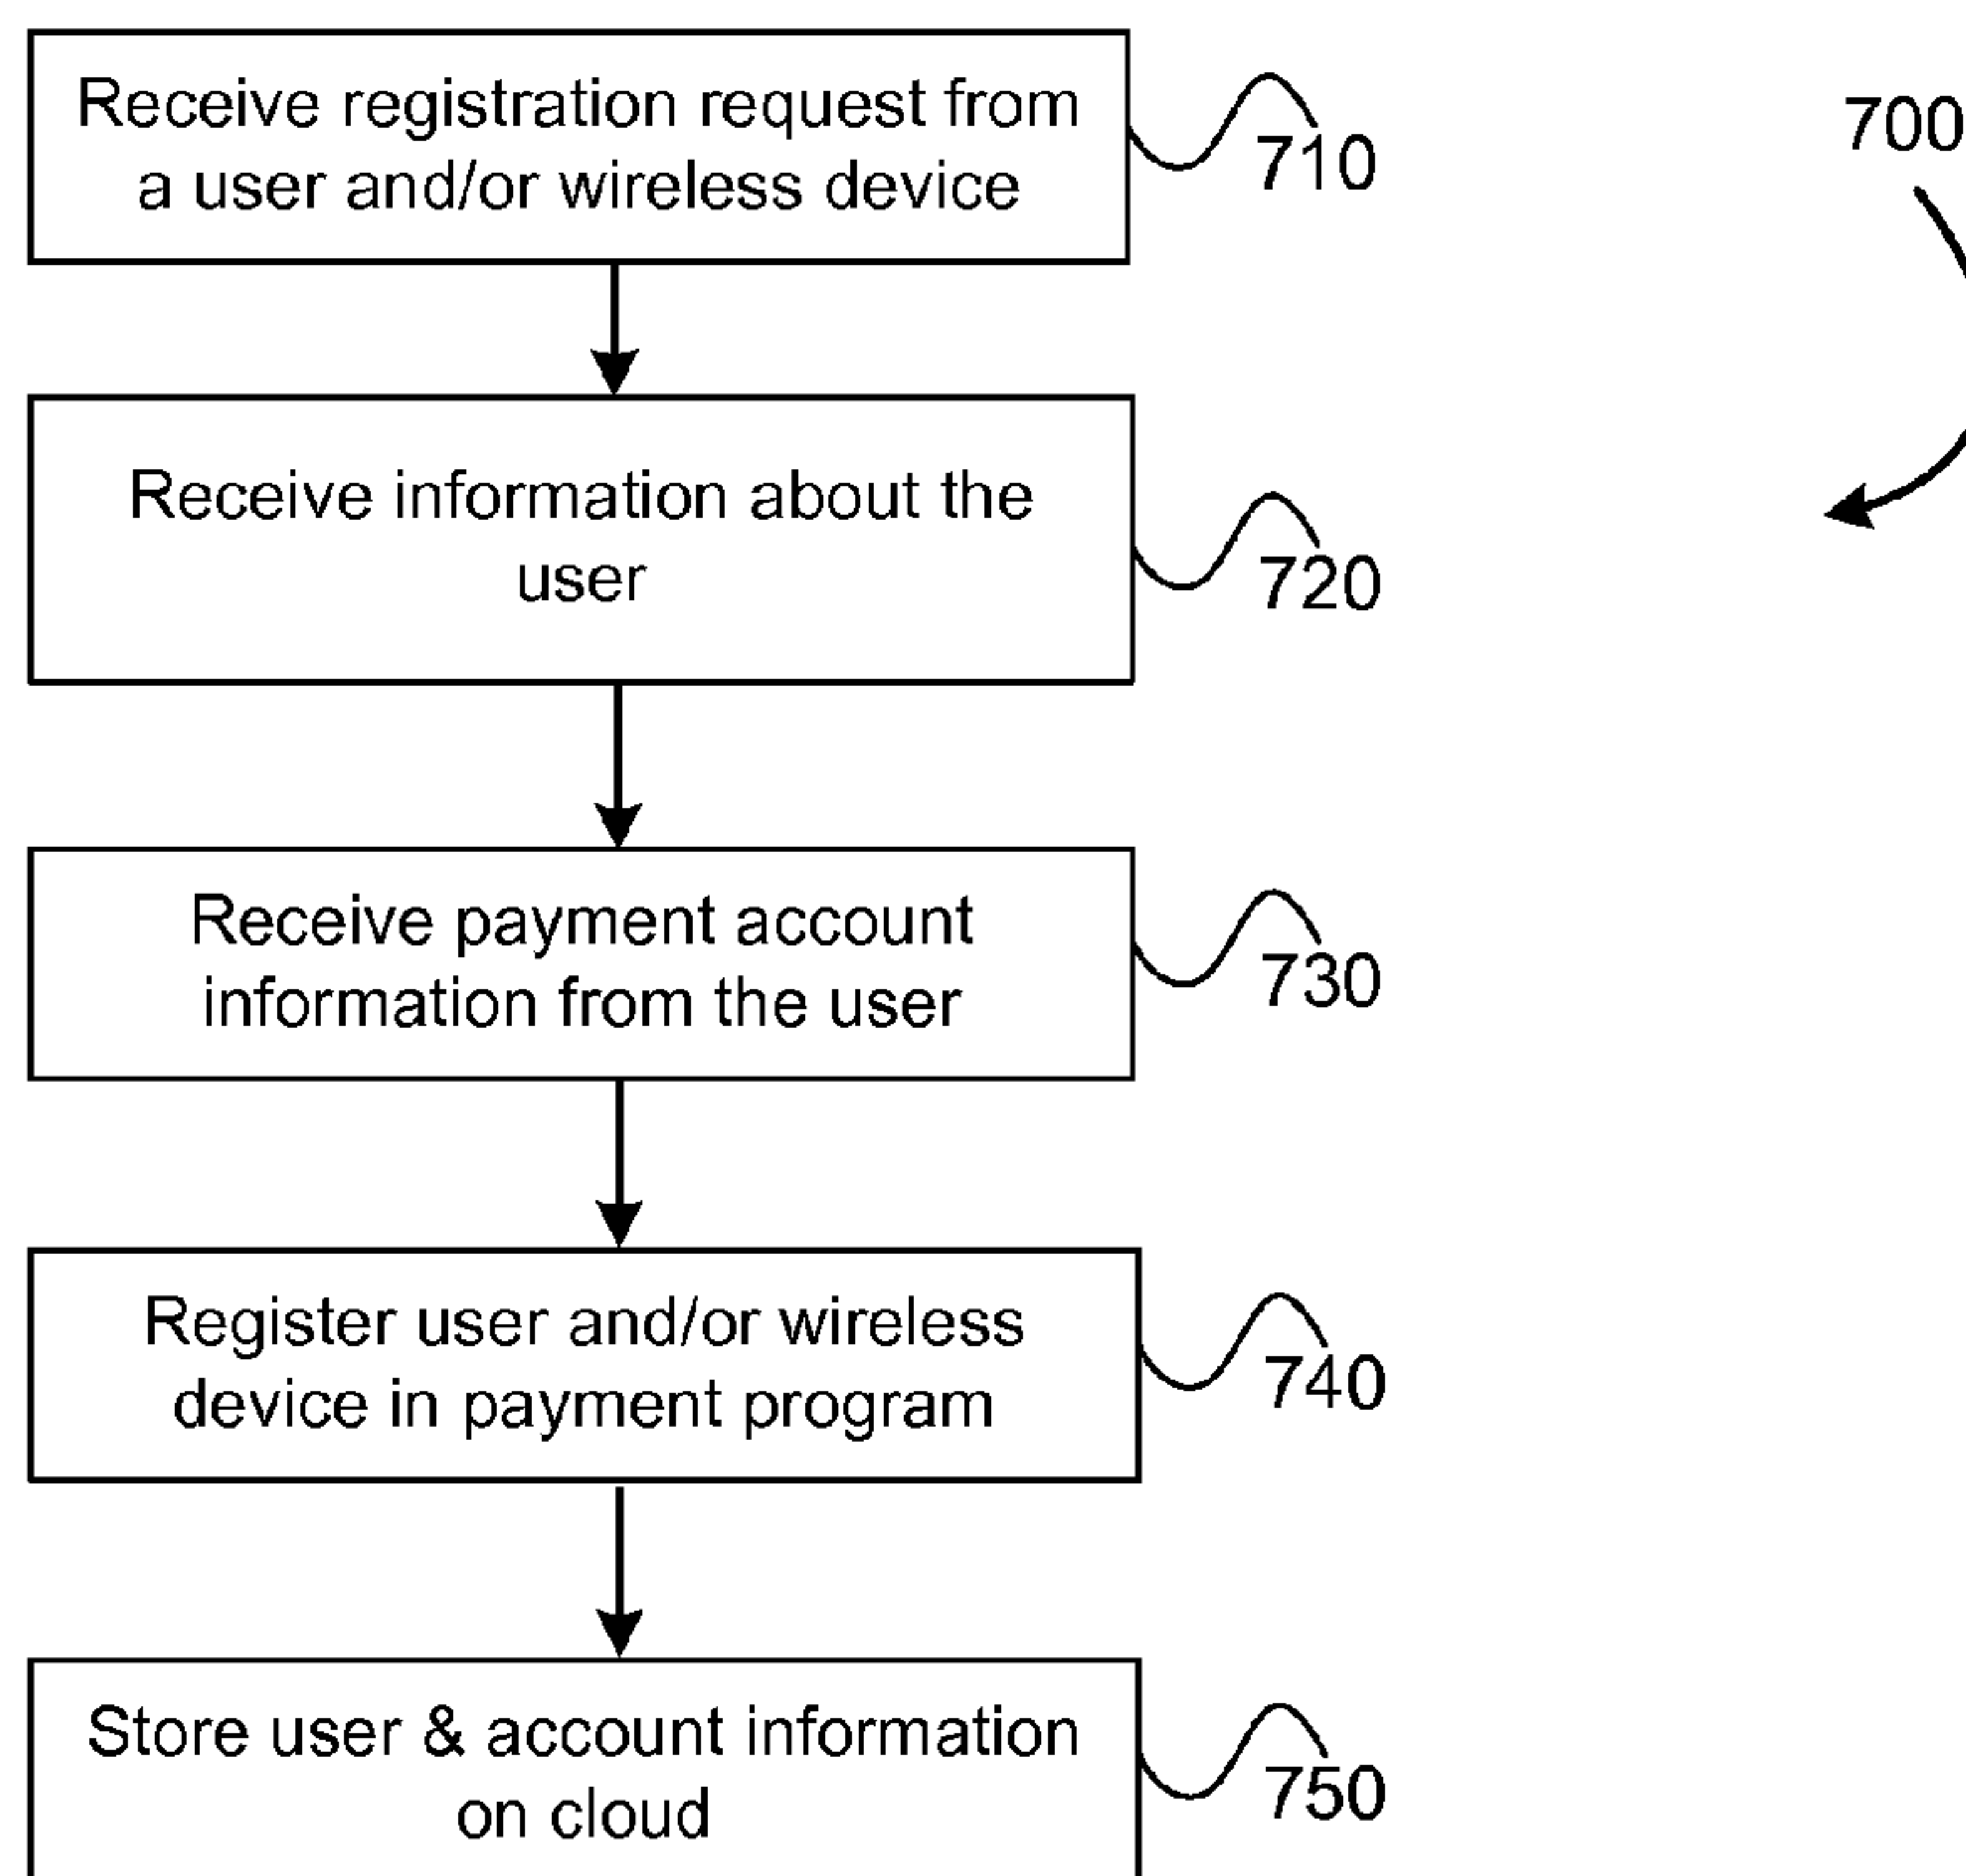 Receive registration request from
a user and/or wireless device
710
700
Receive information about the
user
720
Receive payment account
information from the user
730
Register user and/or wireless
device in payment program
740
Store user & account information
on cloud
750